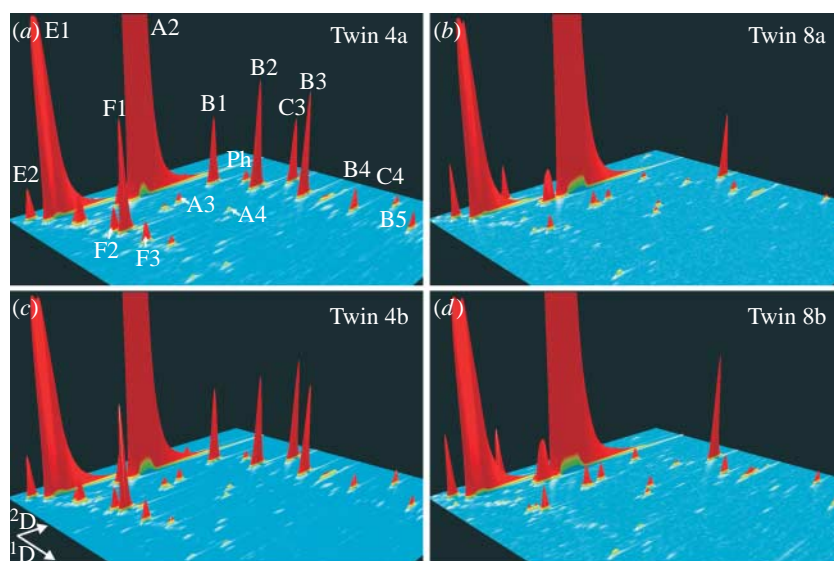 (a) E1 A2 Twin 4a
B2 B3
F1 B1 C3
Ph
E2 B4 C4
A3 A4 B5
F2 F3
(b) Twin 8a
(c) Twin 4b
²D
¹D
(d) Twin 8b